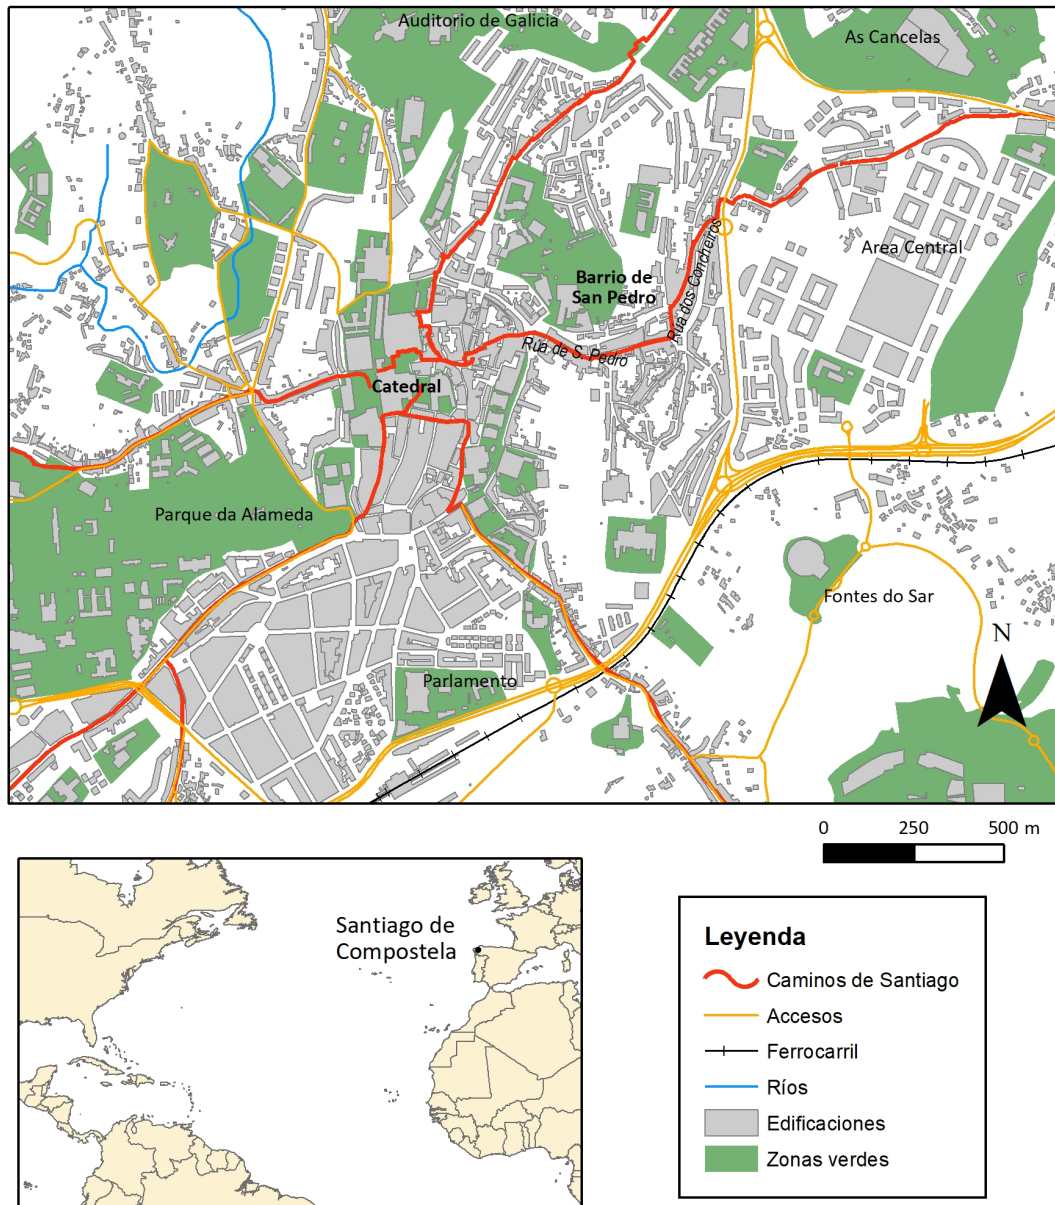 Auditorio de Galicia
As Cancelas
Area Central
Barrio de
San Pedro
Rúa dos Concheiros
Rúa de S. Pedro
Catedral
Parque da Alameda
Fontes do Sar
Parlamento
N
0 250 500 m
Santiago de
Compostela
Leyenda
Caminos de Santiago
Accesos
Ferrocarril
Ríos
Edificaciones
Zonas verdes